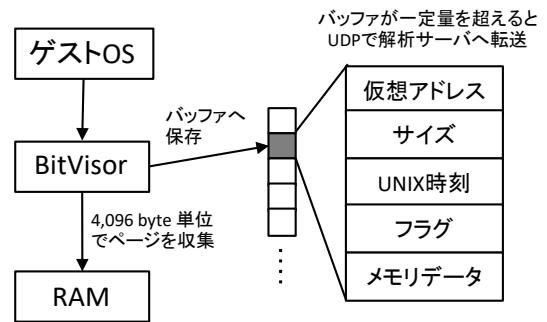 バッファが一定量を超えると
UDPで解析サーバへ転送
ゲストOS
バッファへ
保存
BitVisor
4,096 byte 単位
でページを収集
RAM
仮想アドレス
サイズ
UNIX時刻
フラグ
メモリデータ